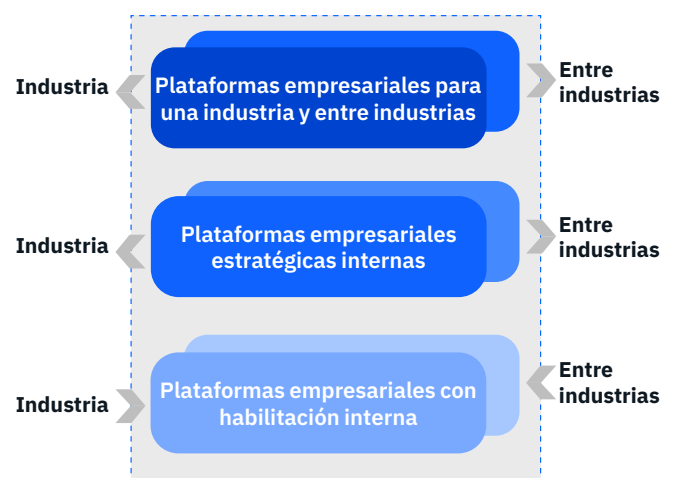 Industria
Plataformas empresariales para
una industria y entre industrias
Entre
industrias
Industria
Plataformas empresariales
estratégicas internas
Entre
industrias
Industria
Plataformas empresariales con
habilitación interna
Entre
industrias